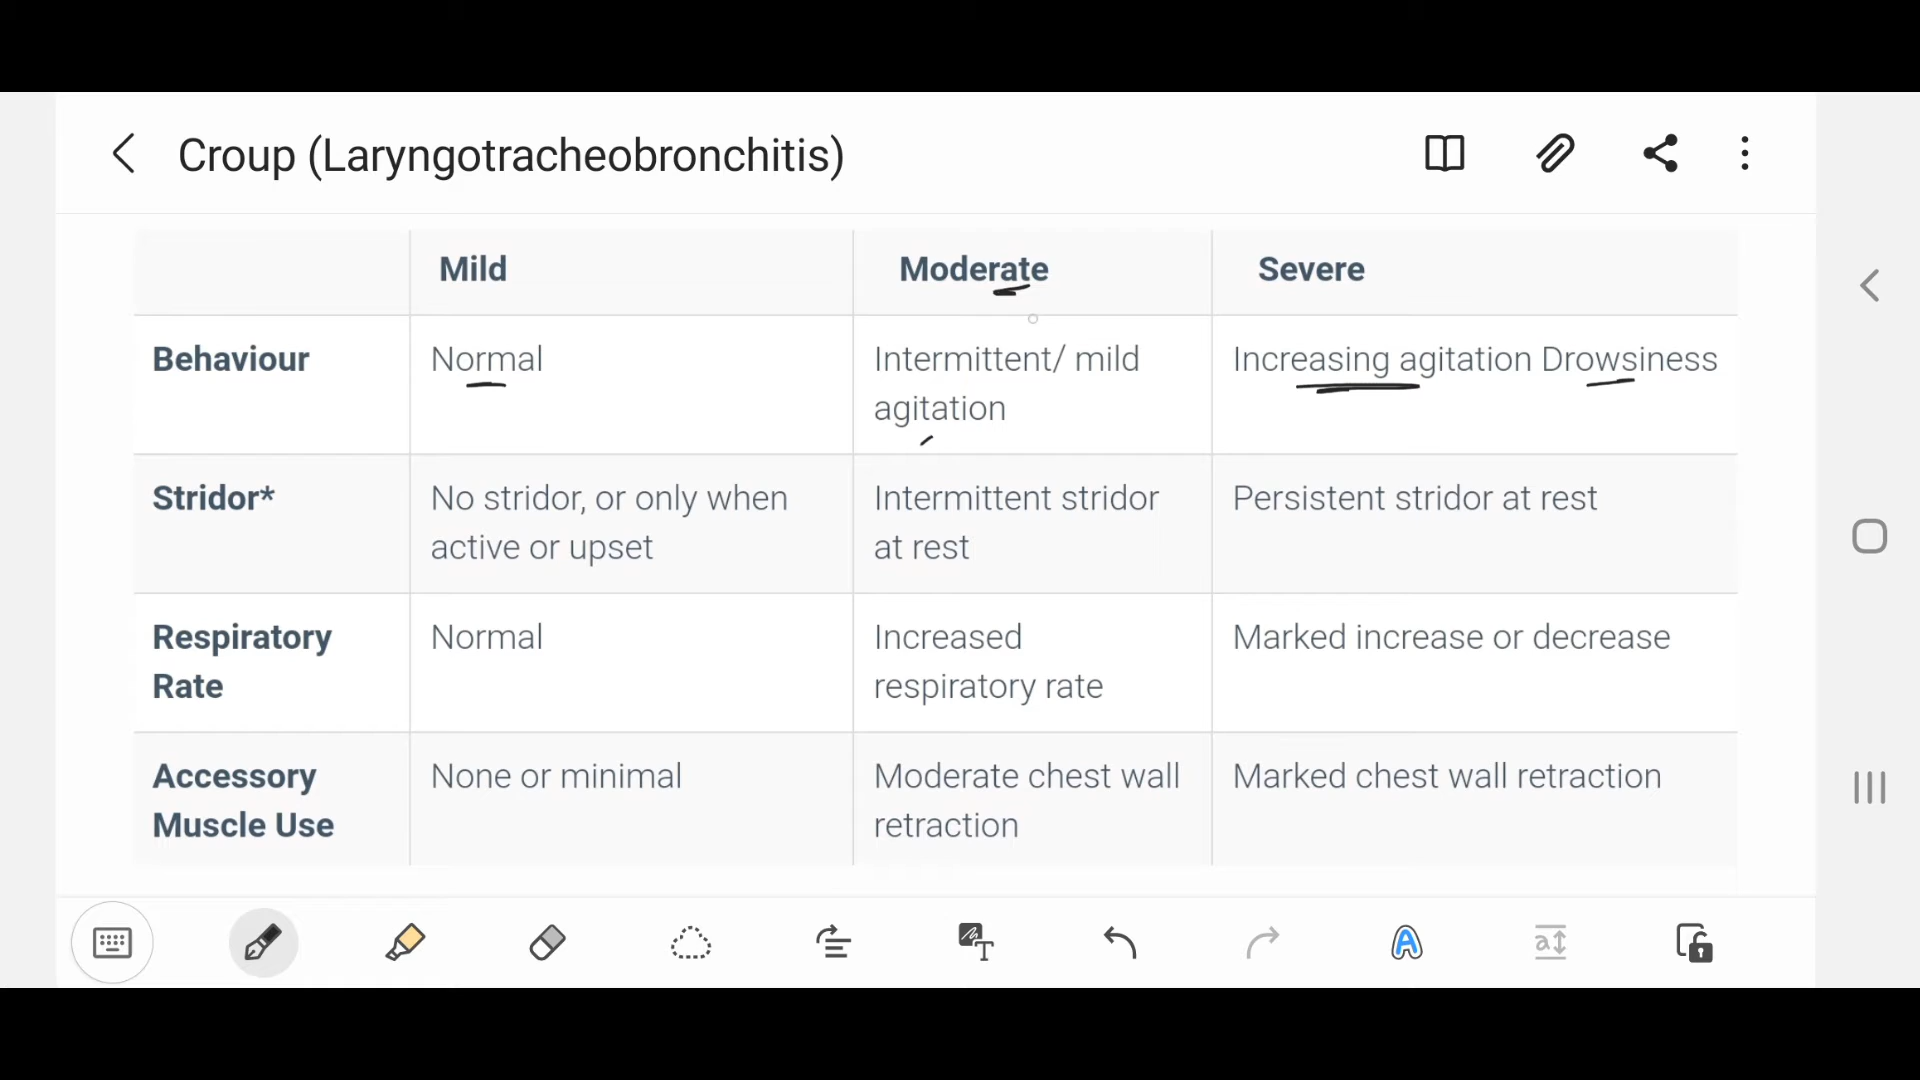 Croup (Laryngotracheobronchitis)
Mild Moderate Severe
Behaviour Normal Intermittent/ mild Increasing agitation Drowsiness
agitation
Stridor* No stridor, or only when Intermittent stridor Persistent stridor at rest
active or upset at rest
Respiratory Normal Increased Marked increase or decrease
Rate respiratory rate
Accessory None or minimal Moderate chest wall Marked chest wall retraction
Muscle Use retraction